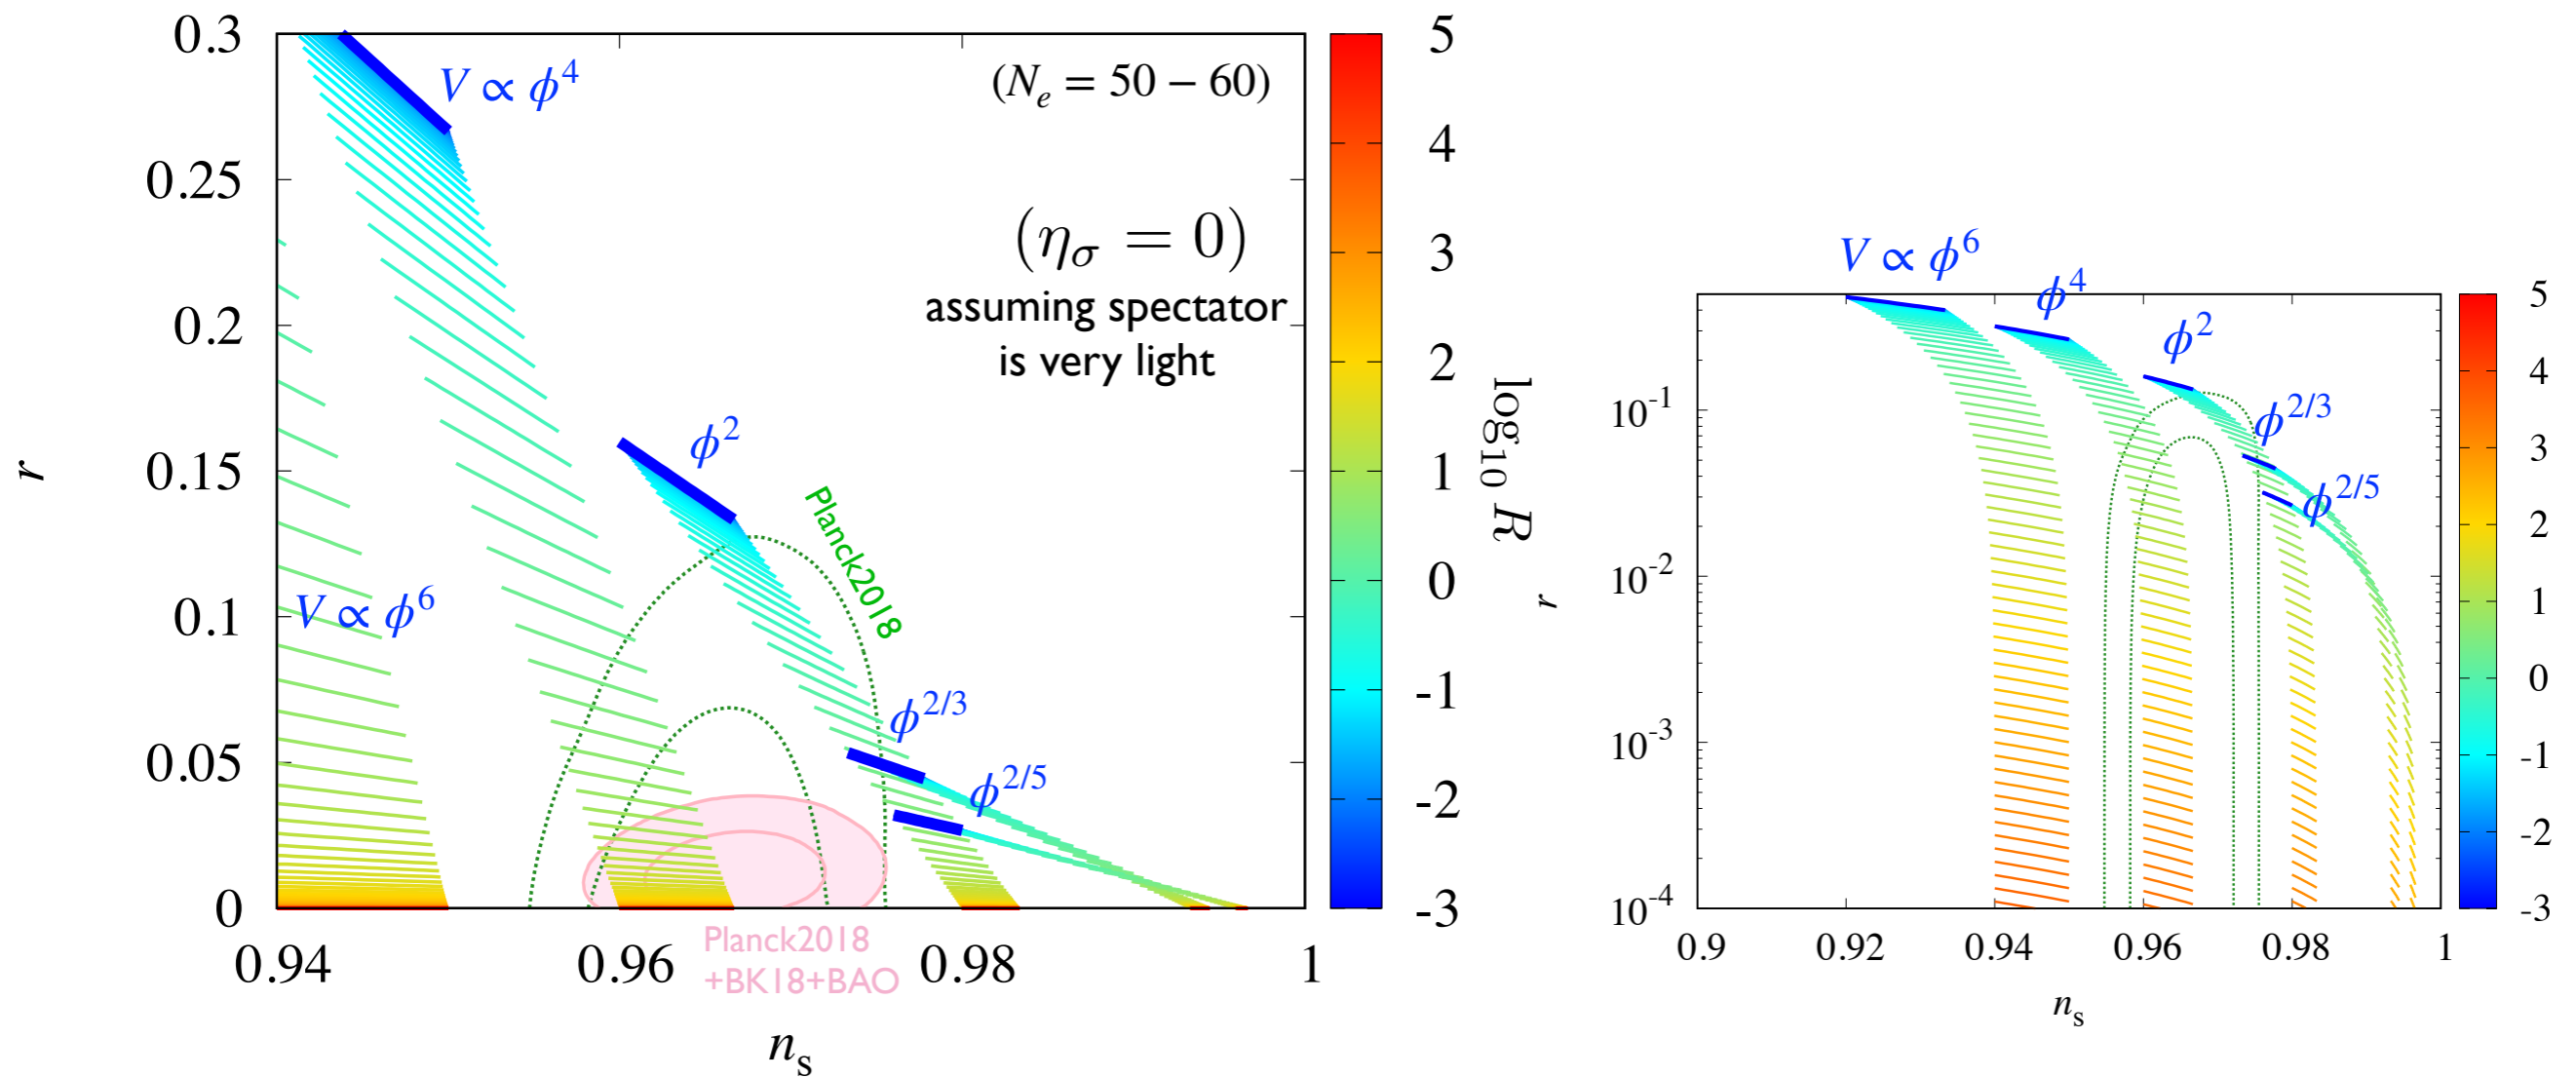 0.3
0.25
0.2
0.15
0.1
0.05
0
r
0.94
0.96
0.98
1
n_s
V ∝ ϕ^4
(N_e = 50 − 60)
(η_σ = 0)
assuming spectator
is very light
ϕ^2
Planck2018
V ∝ ϕ^6
ϕ^{2/3}
ϕ^{2/5}
Planck2018
+BK18+BAO
5
4
3
2
1
0
-1
-2
-3
log_{10} R
V ∝ ϕ^6
ϕ^4
ϕ^2
ϕ^{2/3}
ϕ^{2/5}
10^{-1}
10^{-2}
10^{-3}
10^{-4}
r
0.9
0.92
0.94
0.96
0.98
1
n_s
5
4
3
2
1
0
-1
-2
-3